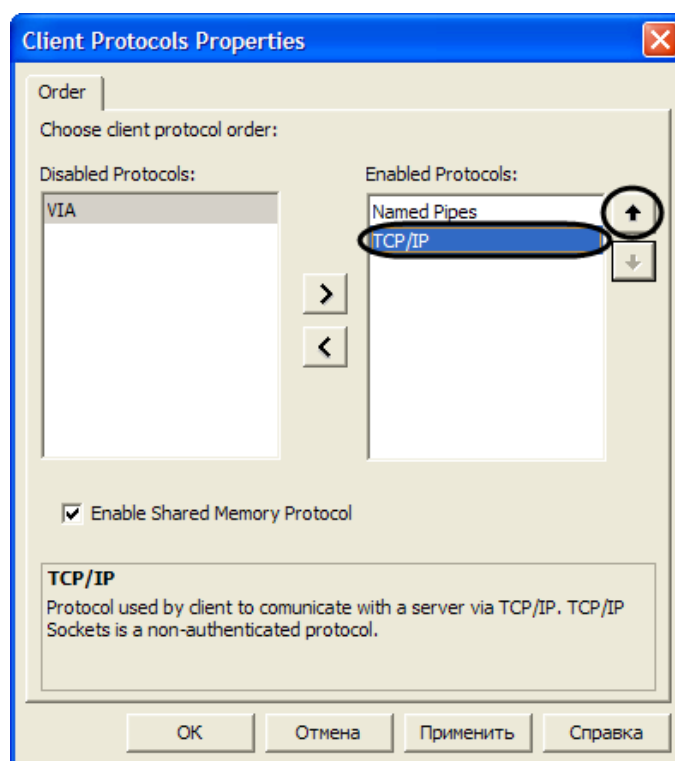 Client Protocols Properties
Order
Choose client protocol order:
Disabled Protocols:
Enabled Protocols:
VIA
Named Pipes
TCP/IP
Enable Shared Memory Protocol
TCP/IP
Protocol used by client to comunicate with a server via TCP/IP. TCP/IP
Sockets is a non-authenticated protocol.
OK
Отмена
Применить
Справка